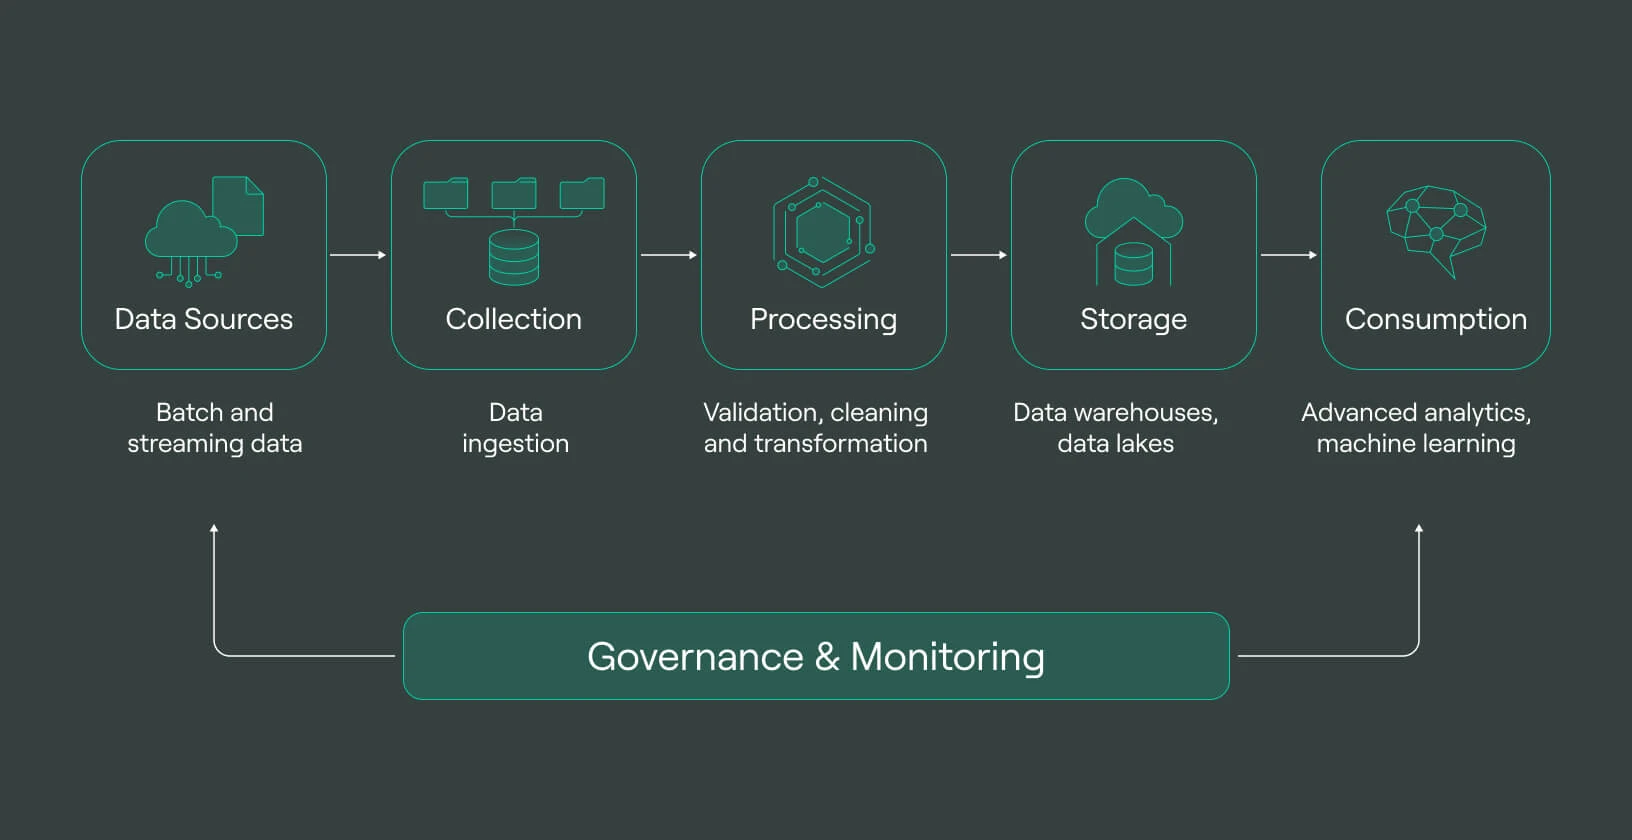 Data Sources
Collection
Processing
Storage
Consumption
Batch and
streaming data
Data
ingestion
Validation, cleaning
and transformation
Data warehouses,
data lakes
Advanced analytics,
machine learning
Governance & Monitoring